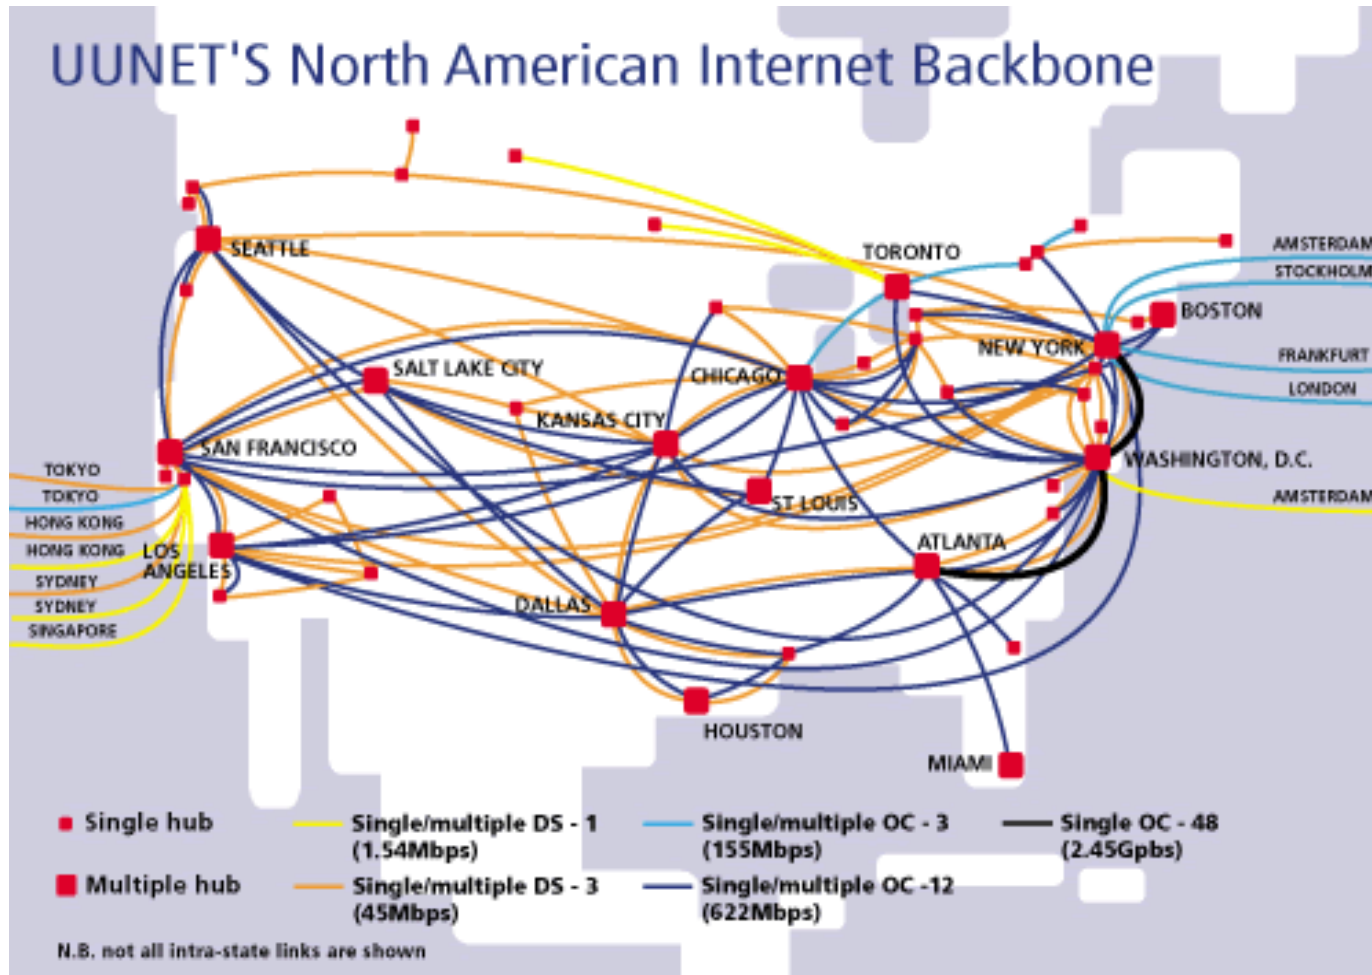 UUNET'S North American Internet Backbone
SEATTLE
TORONTO
AMSTERDAM
STOCKHOLM
BOSTON
NEW YORK
FRANKFURT
SALT LAKE CITY
CHICAGO
LONDON
KANSAS CITY
SAN FRANCISCO
WASHINGTON, D.C.
TOKYO
TOKYO
AMSTERDAM
ST LOUIS
HONG KONG
HONG KONG
LOS
ANGELES
ATLANTA
SYDNEY
SYDNEY
DALLAS
SINGAPORE
HOUSTON
MIAMI
Single hub
Multiple hub
Single/multiple DS - 1
(1.54Mbps)
Single/multiple DS - 3
(45Mbps)
Single/multiple OC - 3
(155Mbps)
Single/multiple OC -12
(622Mbps)
Single OC - 48
(2.45Gpbs)
N.B. not all intra-state links are shown